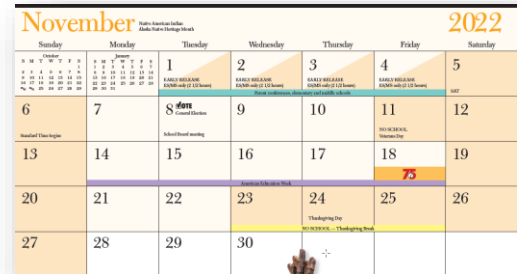 November
Native American Indian
Alaska Native Heritage Month
2022
Sunday Monday Tuesday Wednesday Thursday Friday Saturday
October
S M T W T F S
January
S M T W T F S
1 2 3 4 5
EARLY RELEASE
ES/MS only (2 1/2 hours)
EARLY RELEASE
ES/MS only (2 1/2 hours)
EARLY RELEASE
ES/MS only (2 1/2 hours)
EARLY RELEASE
ES/MS only (2 1/2 hours)
SAT
Parent conferences, elementary and middle schools
6 7 8 9 10 11 12
VOTE
General Election
Standard Time begins
School Board meeting
NO SCHOOL,
Veterans Day
13 14 15 16 17 18 19
75
American Education Week
20 21 22 23 24 25 26
Thanksgiving Day
NO SCHOOL — Thanksgiving Break
27 28 29 30